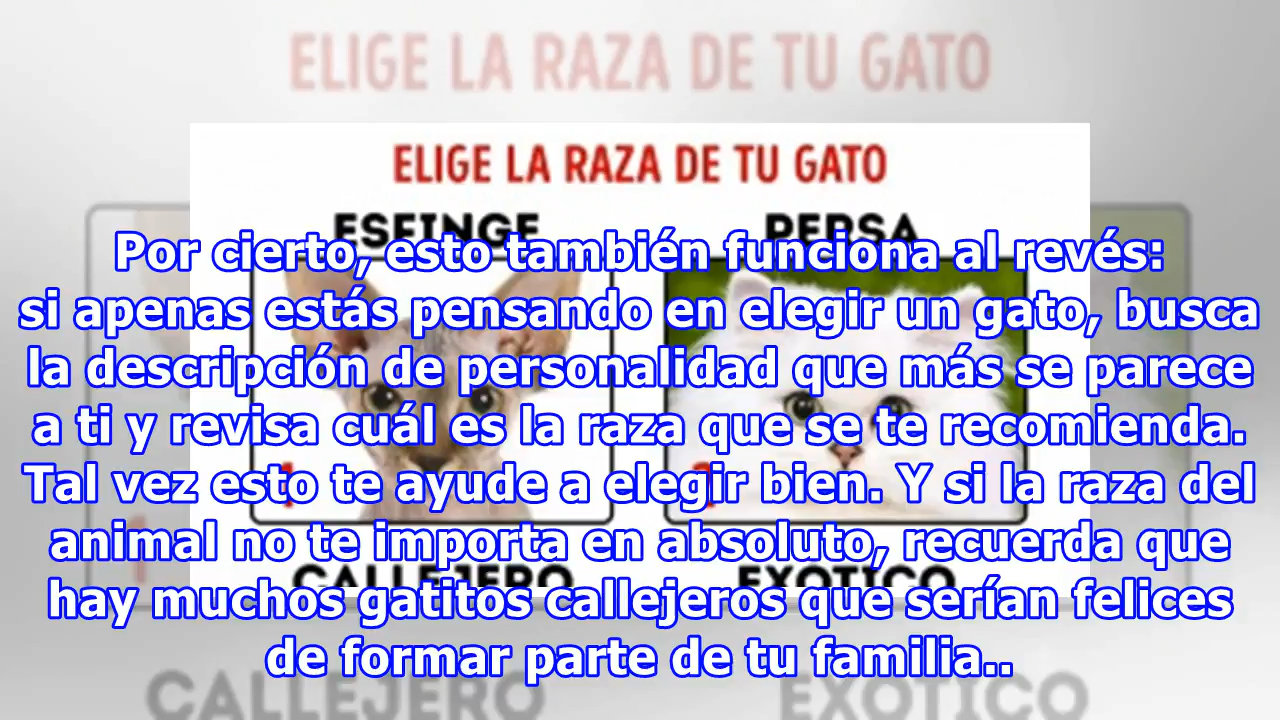 ELIGE LA RAZA DE TU GATO
ELIGE LA RAZA DE TU GATO
ESFINGE PERSA
Por cierto, esto también funciona al revés:
si apenas estás pensando en elegir un gato, busca
la descripción de personalidad que más se parece
a ti y revisa cuál es la raza que se te recomienda.
Tal vez esto te ayude a elegir bien. Y si la raza del
animal no te importa en absoluto, recuerda que
hay muchos gatitos callejeros que serían felices
de formar parte de tu familia..
1 2
1
CALLEJERO EXOTICO
CALLEJERO EXOTICO